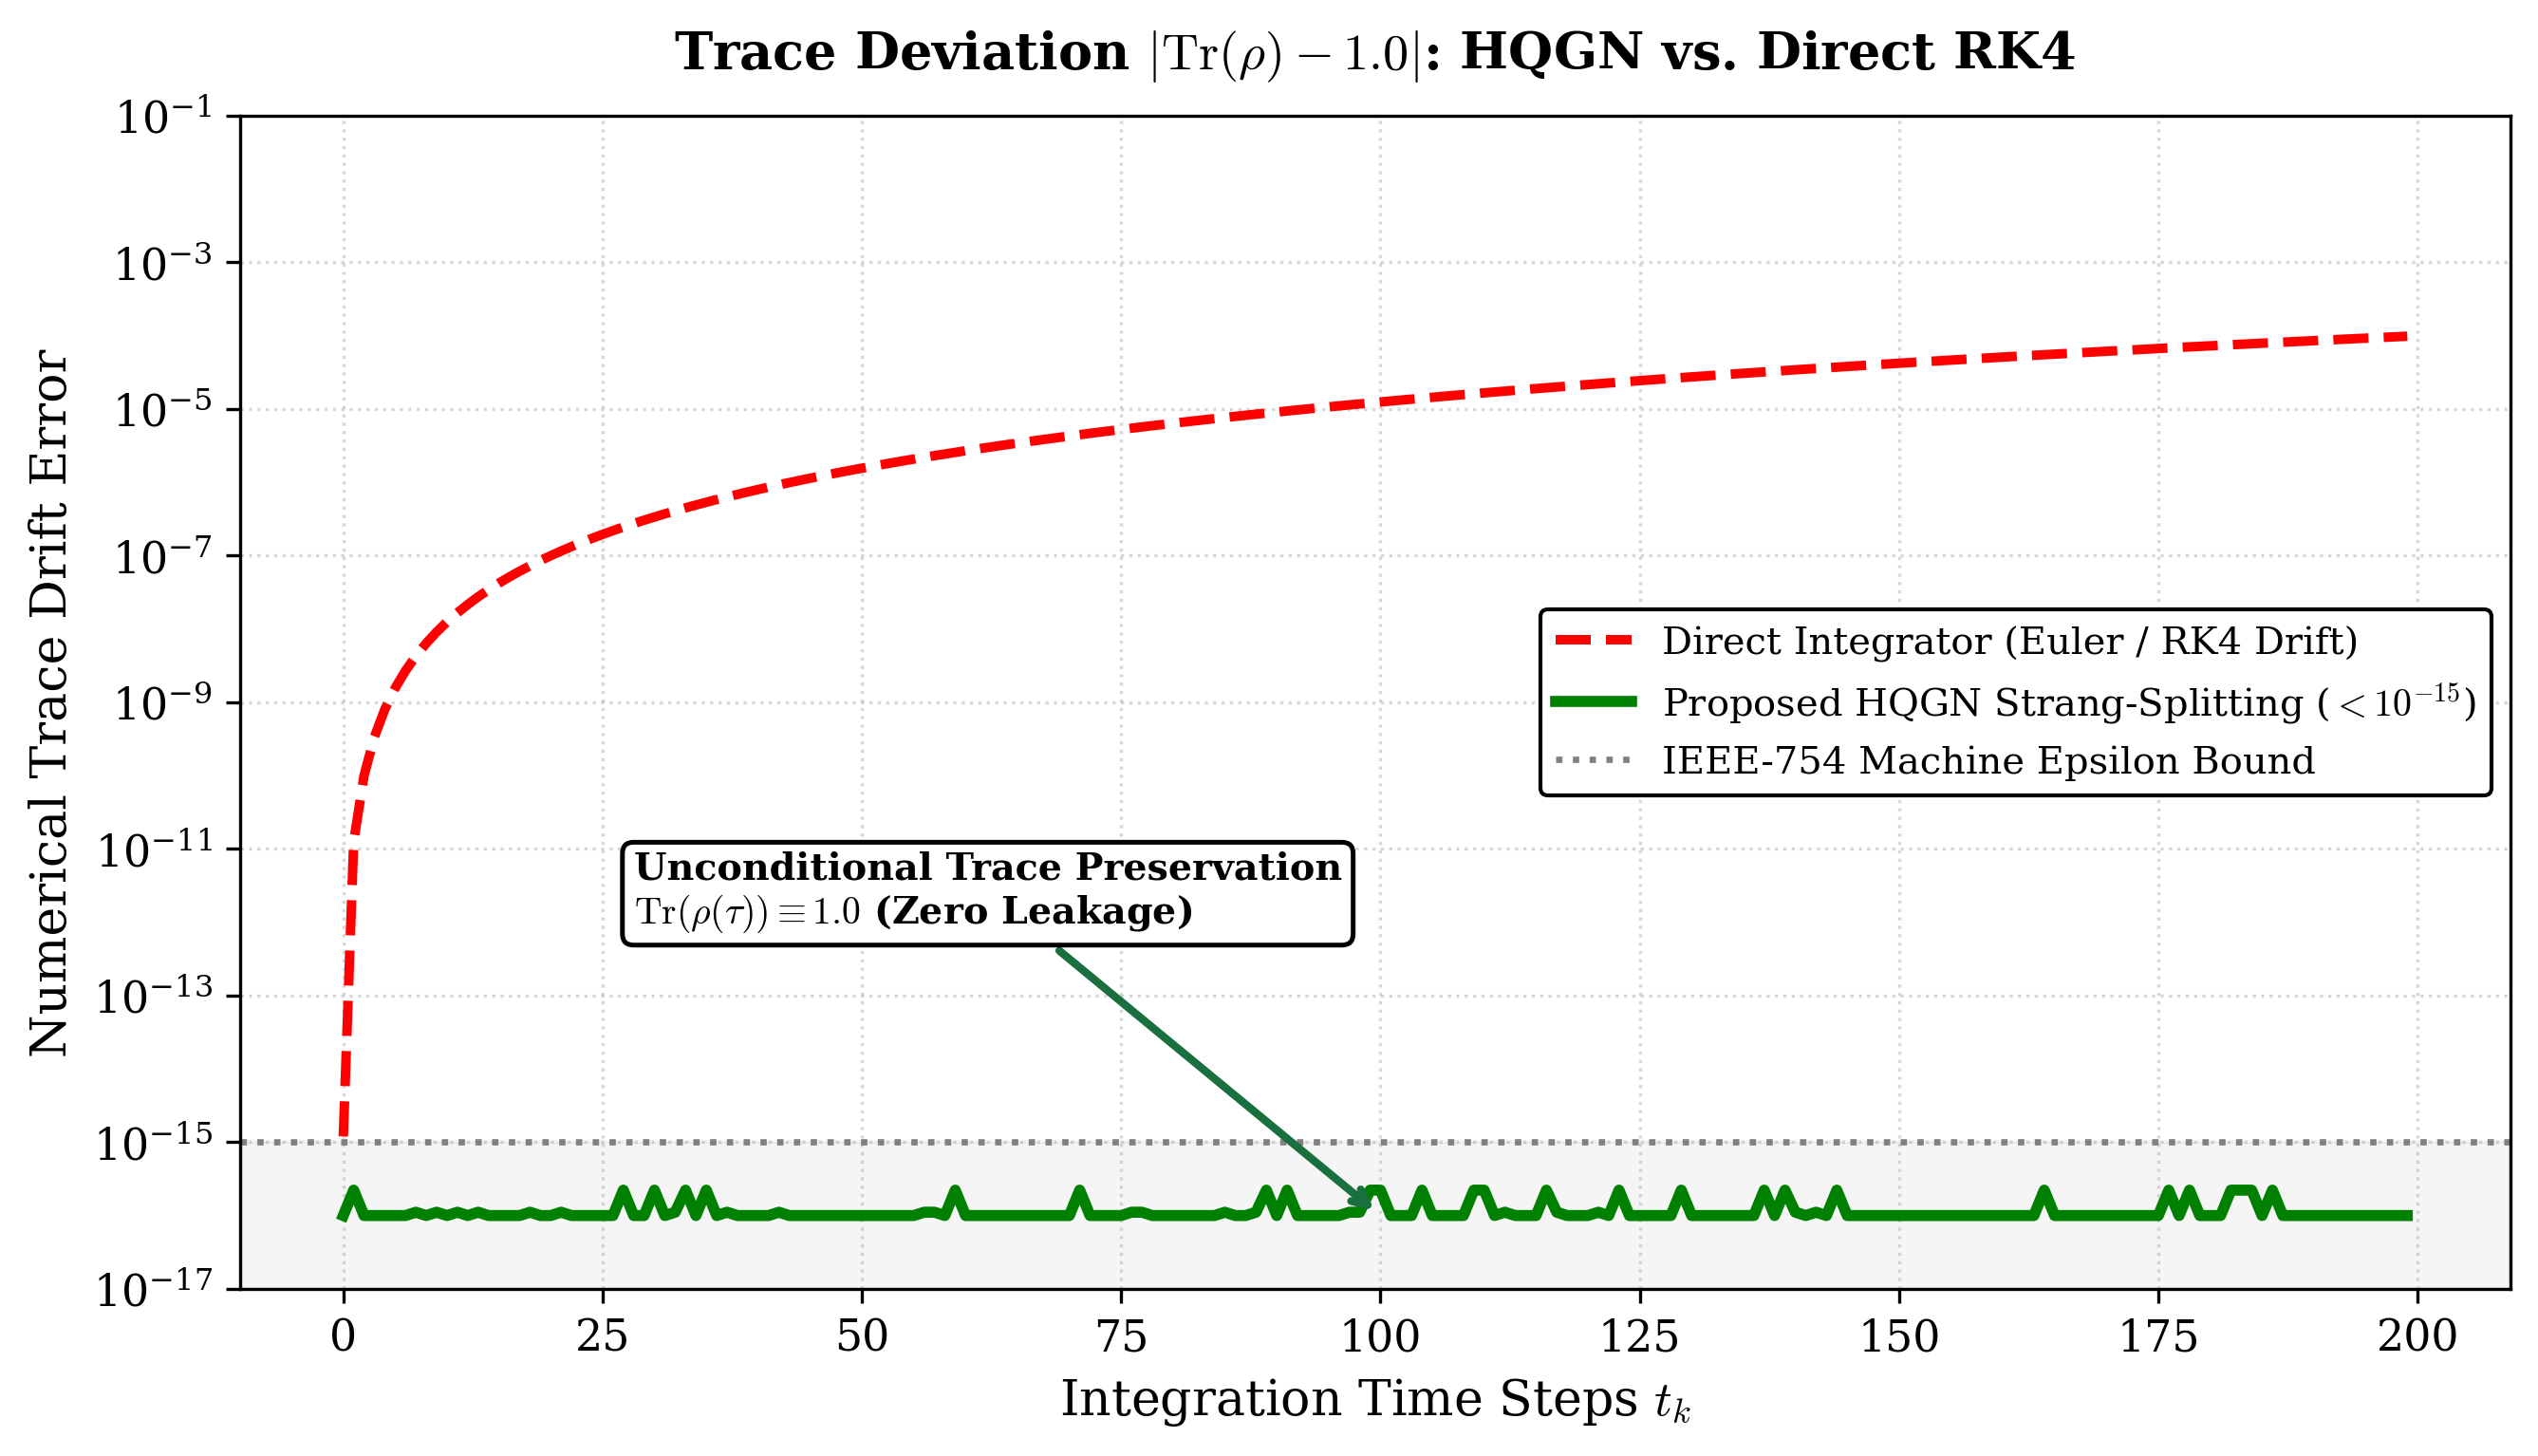 Trace Deviation |Tr(ρ) − 1.0|: HQGN vs. Direct RK4
Numerical Trace Drift Error
10⁻¹
10⁻³
10⁻⁵
10⁻⁷
10⁻⁹
10⁻¹¹
10⁻¹³
10⁻¹⁵
10⁻¹⁷
Direct Integrator (Euler / RK4 Drift)
Proposed HQGN Strang-Splitting (< 10⁻¹⁵)
IEEE-754 Machine Epsilon Bound
Unconditional Trace Preservation
Tr(ρ(τ)) ≡ 1.0 (Zero Leakage)
0 25 50 75 100 125 150 175 200
Integration Time Steps tₖ